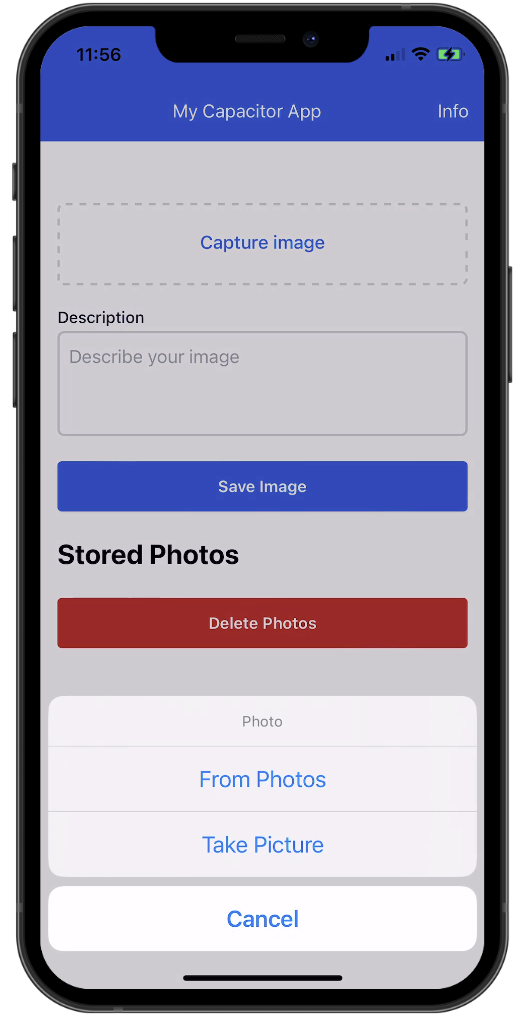 11:56
My Capacitor App
Info
Capture image
Description
Describe your image
Save Image
Stored Photos
Delete Photos
Photo
From Photos
Take Picture
Cancel